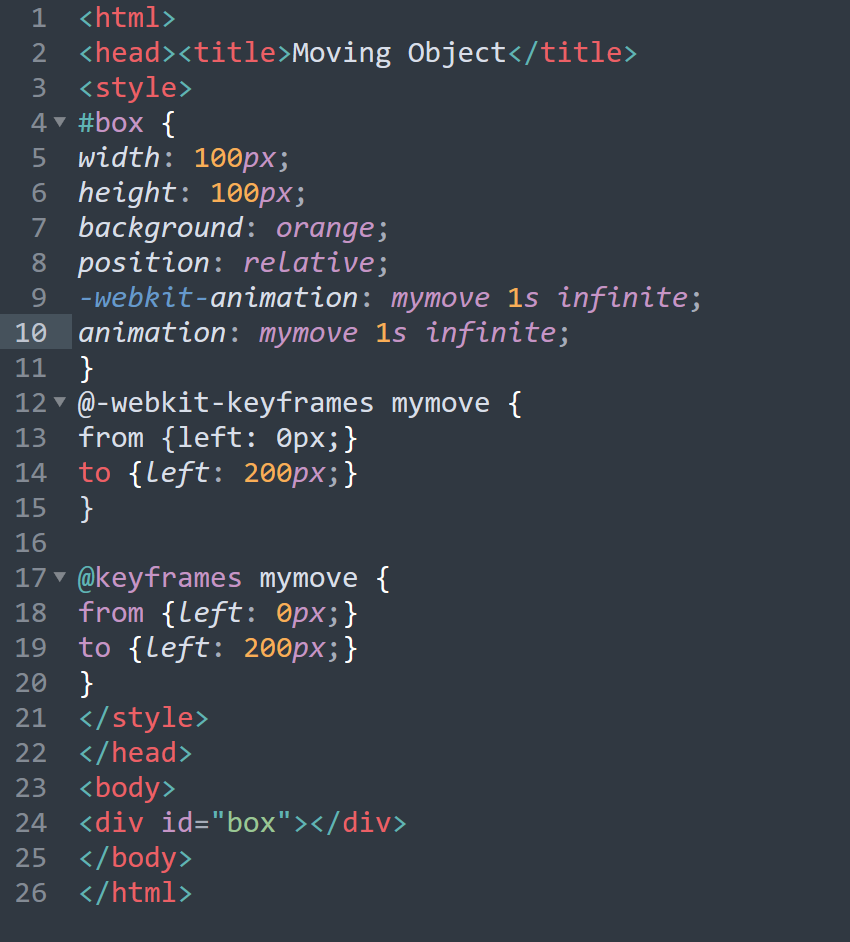 1 <html>
2 <head><title>Moving Object</title>
3 <style>
4 #box {
5 width: 100px;
6 height: 100px;
7 background: orange;
8 position: relative;
9 -webkit-animation: mymove 1s infinite;
10 animation: mymove 1s infinite;
11 }
12 @-webkit-keyframes mymove {
13 from {left: 0px;}
14 to {left: 200px;}
15 }
16
17 @keyframes mymove {
18 from {left: 0px;}
19 to {left: 200px;}
20 }
21 </style>
22 </head>
23 <body>
24 <div id="box"></div>
25 </body>
26 </html>